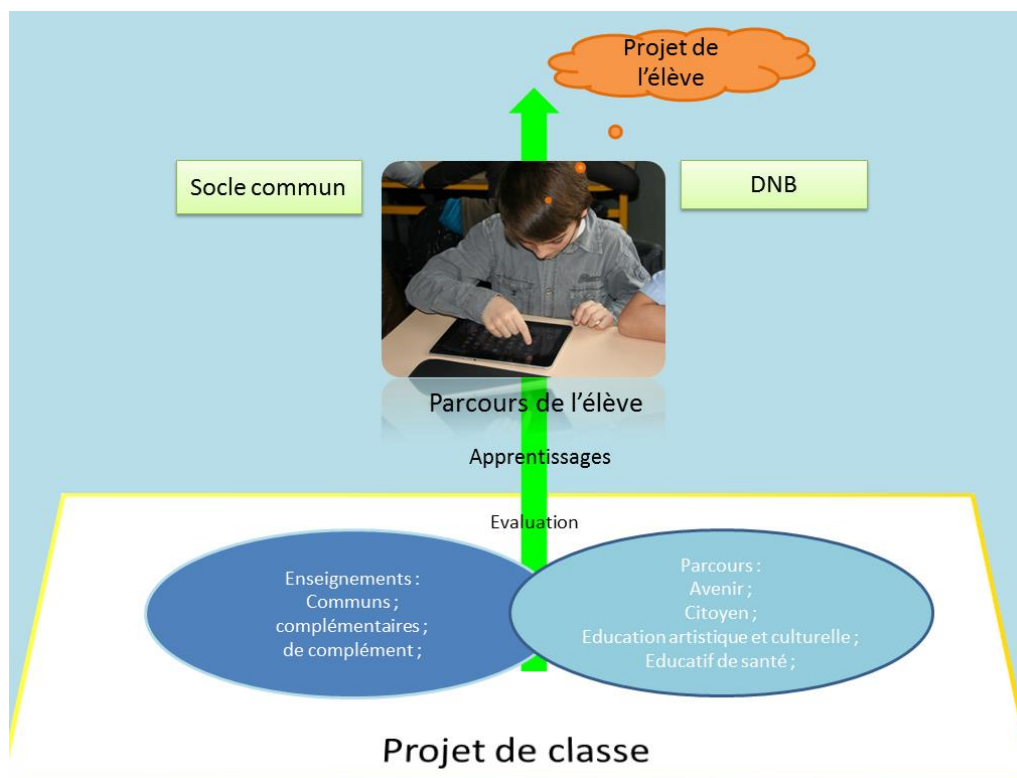 Projet de
l'élève
Socle commun
DNB
Parcours de l'élève
Apprentissages
Evaluation
Enseignements :
Communs ;
complémentaires ;
de complément ;
Parcours :
Avenir ;
Citoyen ;
Education artistique et culturelle ;
Educatif de santé ;
Projet de classe